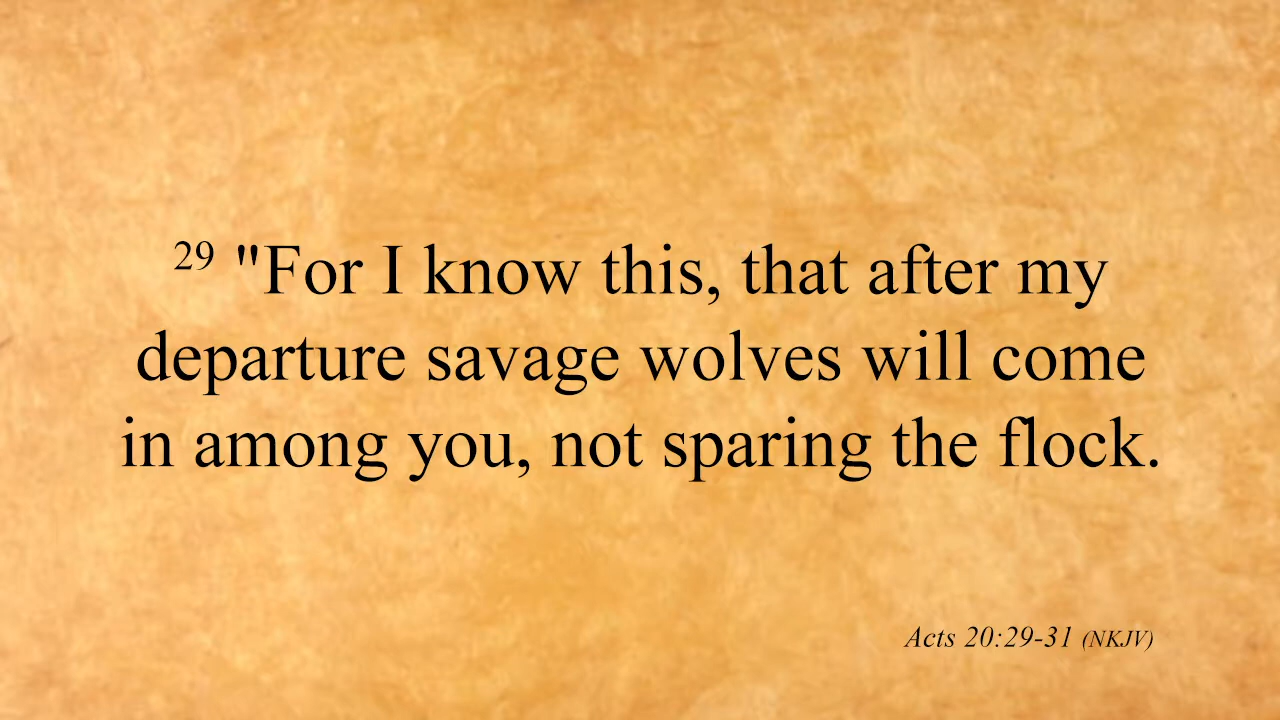 29 "For I know this, that after my
departure savage wolves will come
in among you, not sparing the flock.
Acts 20:29-31 (NKJV)